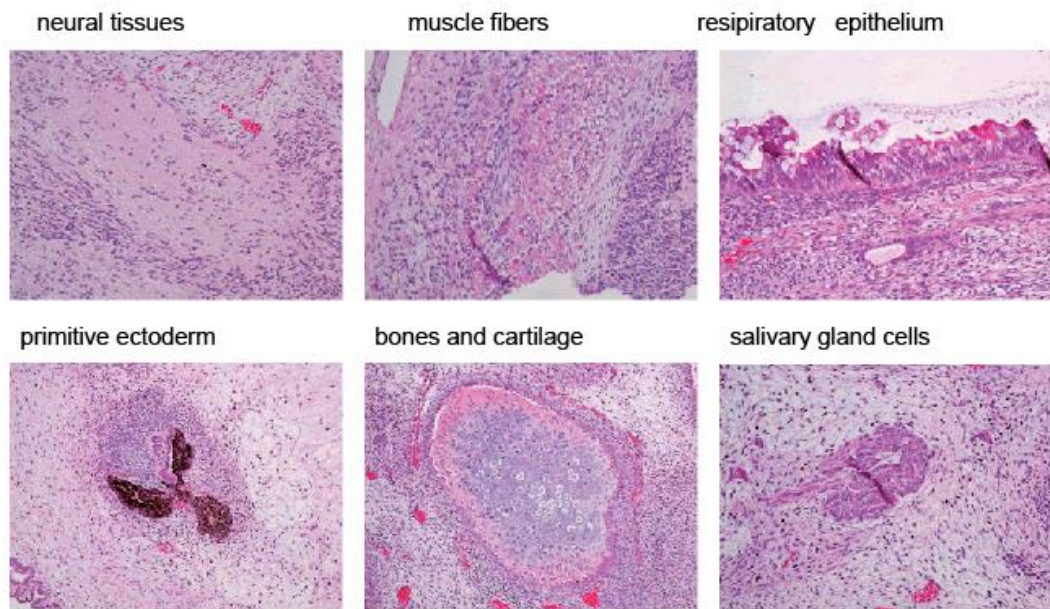 neural tissues
muscle fibers
resipiratory epithelium
primitive ectoderm
bones and cartilage
salivary gland cells